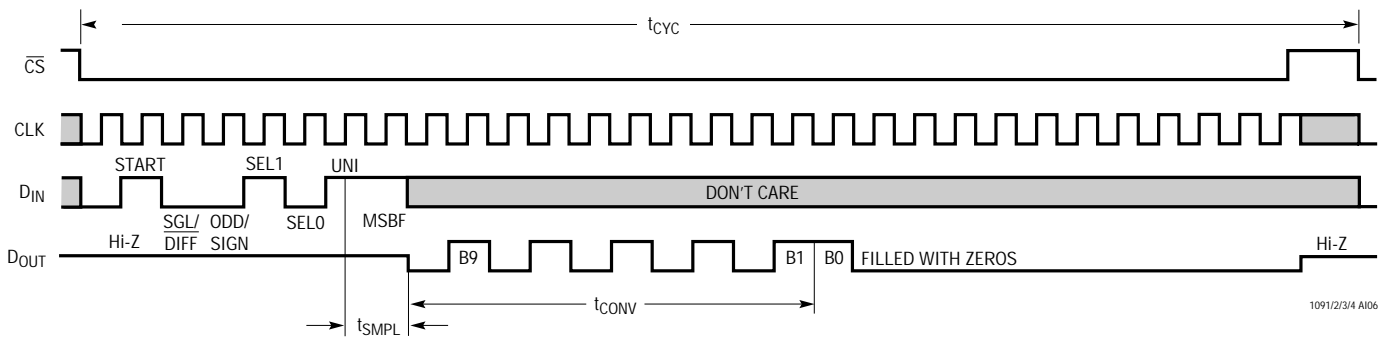 tCYC
CS
CLK
START SEL1 UNI
DIN DON'T CARE
SGL/ ODD/ SEL0 MSBF
Hi-Z DIFF SIGN
DOUT B9 B1 B0 FILLED WITH ZEROS Hi-Z
tCONV
tSMPL
1091/2/3/4 AI06